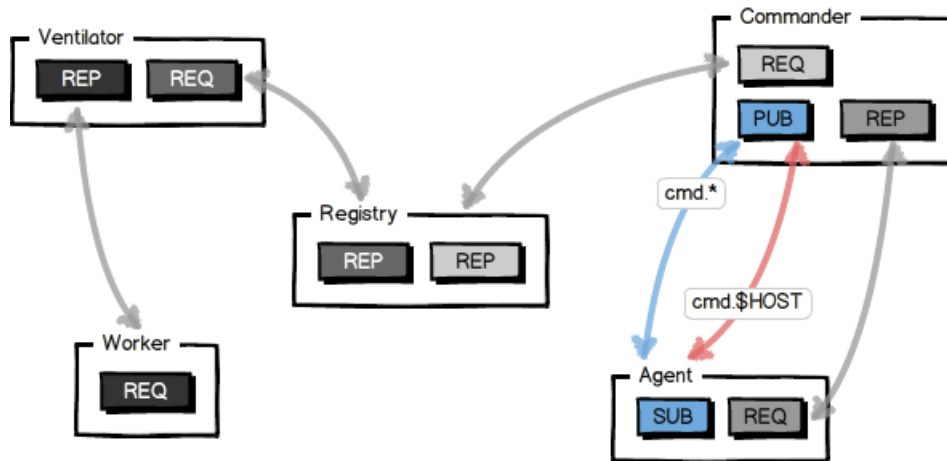 Ventilator
REP
REQ
Commander
REQ
PUB
REP
cmd.*
Registry
REP
REP
cmd.$HOST
Worker
REQ
Agent
SUB
REQ